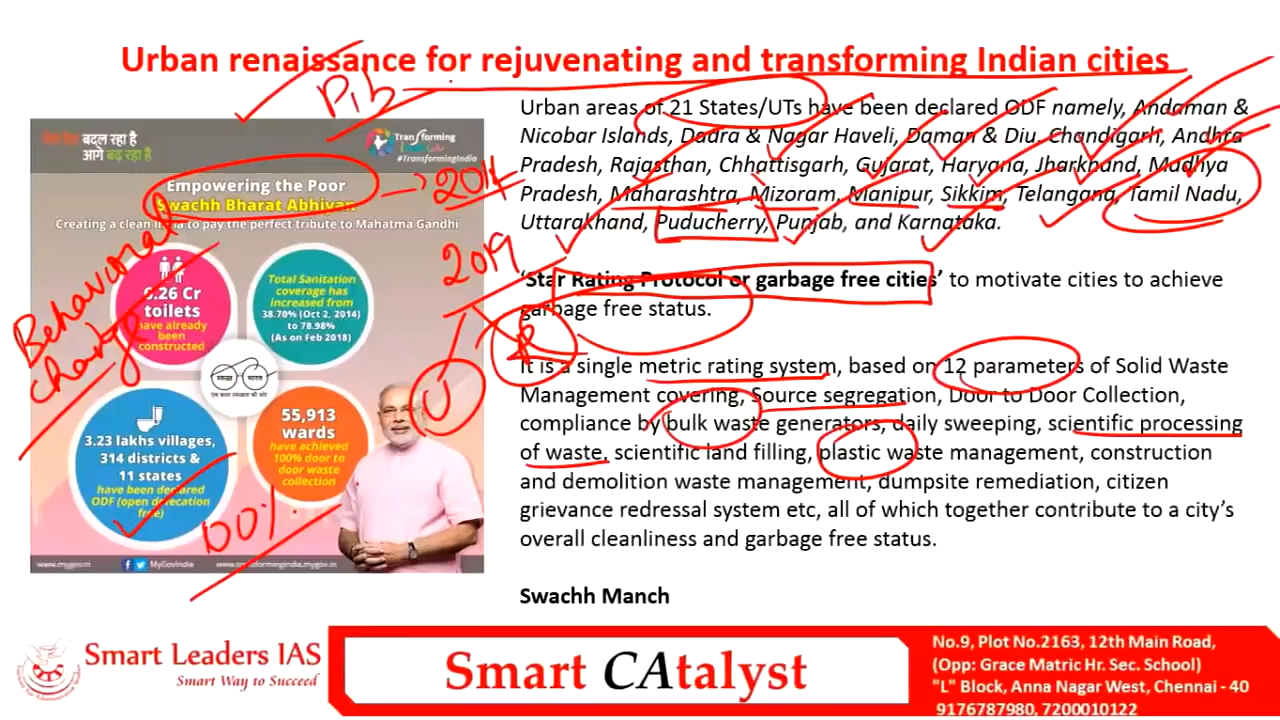 Urban renaissance for rejuvenating and transforming Indian cities
Pib
बदल रहा है
आगे बढ़ रहा है
Transforming
#TransformingIndia
Empowering the Poor
Swachh Bharat Abhiyan
2014
Creating a clean India to pay the perfect tribute to Mahatma Gandhi
2019
Behavioral
change
6.26 Cr
toilets
have already
been
constructed
Total Sanitation
coverage has
increased from
38.70% (Oct 2, 2014)
to 78.98%
(As on Feb 2018)
स्वच्छ भारत
एक कदम स्वच्छता की ओर
3.23 lakhs villages,
314 districts &
11 states
have been declared
ODF (open defecation
free)
55,913
wards
have achieved
100% door to
door waste
collection
100%
www.mygov.in
MyGovIndia
www.transformingindia.mygov.in
Urban areas of 21 States/UTs have been declared ODF namely, Andaman &
Nicobar Islands, Dadra & Nagar Haveli, Daman & Diu, Chandigarh, Andhra
Pradesh, Rajasthan, Chhattisgarh, Gujarat, Haryana, Jharkhand, Madhya
Pradesh, Maharashtra, Mizoram, Manipur, Sikkim, Telangana, Tamil Nadu,
Uttarakhand, Puducherry, Punjab, and Karnataka.
‘Star Rating Protocol or garbage free cities’ to motivate cities to achieve
garbage free status.
It is a single metric rating system, based on 12 parameters of Solid Waste
Management covering, Source segregation, Door to Door Collection,
compliance by bulk waste generators, daily sweeping, scientific processing
of waste, scientific land filling, plastic waste management, construction
and demolition waste management, dumpsite remediation, citizen
grievance redressal system etc, all of which together contribute to a city’s
overall cleanliness and garbage free status.
Swachh Manch
Smart Leaders IAS
Smart Way to Succeed
Smart CAtalyst
No.9, Plot No.2163, 12th Main Road,
(Opp: Grace Matric Hr. Sec. School)
"L" Block, Anna Nagar West, Chennai - 40
9176787980, 7200010122